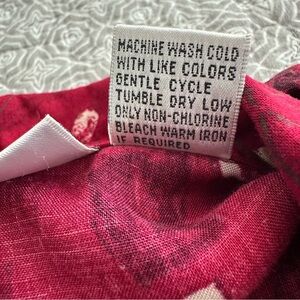 MACHINE WASH COLD
WITH LIKE COLORS
GENTLE CYCLE
TUMBLE DRY LOW
ONLY NON-CHLORINE
BLEACH WARM IRON
IF REQUIRED